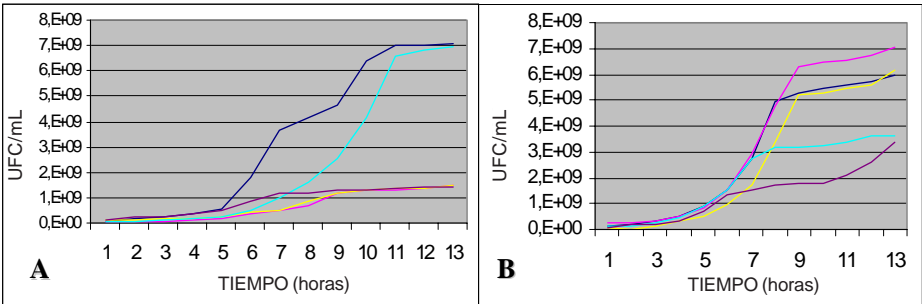 8,E+09
7,E+09
6,E+09
5,E+09
4,E+09
3,E+09
2,E+09
1,E+09
0,E+00
UFC/mL
1 2 3 4 5 6 7 8 9 10 11 12 13
TIEMPO (horas)
A
8,E+09
7,E+09
6,E+09
5,E+09
4,E+09
3,E+09
2,E+09
1,E+09
0,E+00
UFC/mL
1 3 5 7 9 11 13
TIEMPO (horas)
B